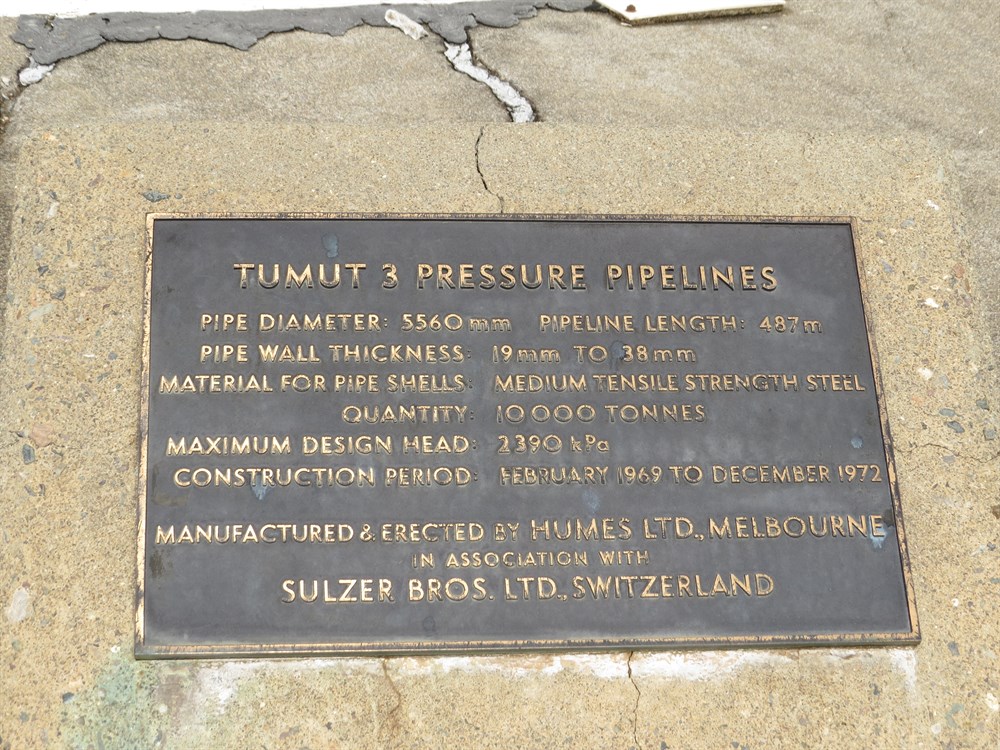 TUMUT 3 PRESSURE PIPELINES
PIPE DIAMETER: 5560mm PIPELINE LENGTH: 487m
PIPE WALL THICKNESS: 19mm TO 38mm
MATERIAL FOR PIPE SHELLS: MEDIUM TENSILE STRENGTH STEEL
QUANTITY: 10000 TONNES
MAXIMUM DESIGN HEAD: 2390 kPa
CONSTRUCTION PERIOD: FEBRUARY 1969 TO DECEMBER 1972
MANUFACTURED & ERECTED BY HUMES LTD., MELBOURNE
IN ASSOCIATION WITH
SULZER BROS. LTD., SWITZERLAND